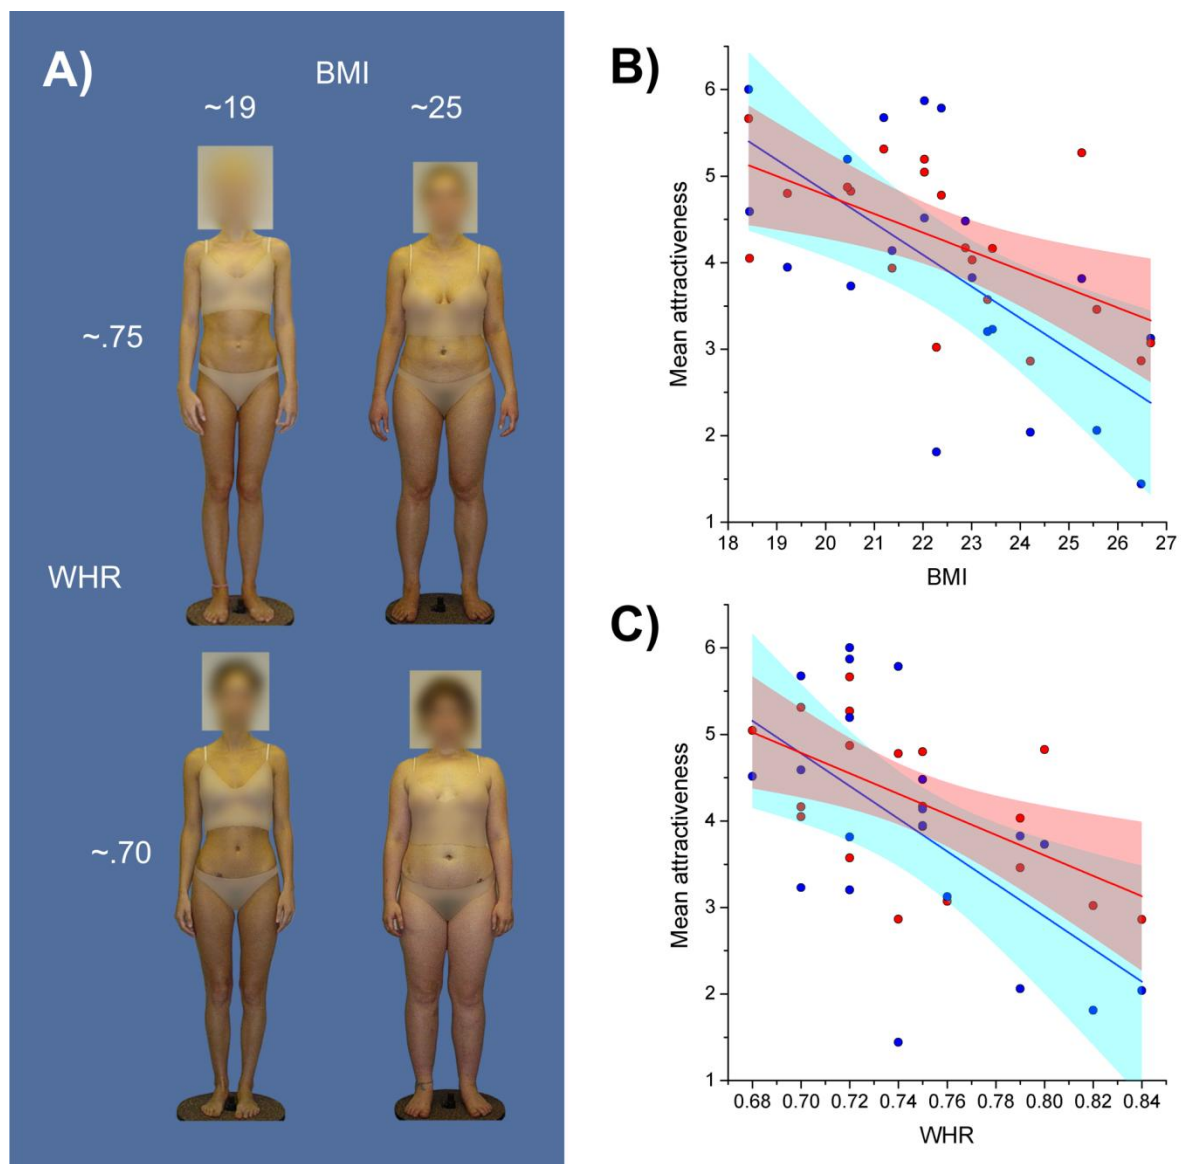 A)
BMI
~19
~25
~.75
WHR
~.70
B)
Mean attractiveness
6
5
4
3
2
1
18 19 20 21 22 23 24 25 26 27
BMI
C)
Mean attractiveness
6
5
4
3
2
1
0.68 0.70 0.72 0.74 0.76 0.78 0.80 0.82 0.84
WHR